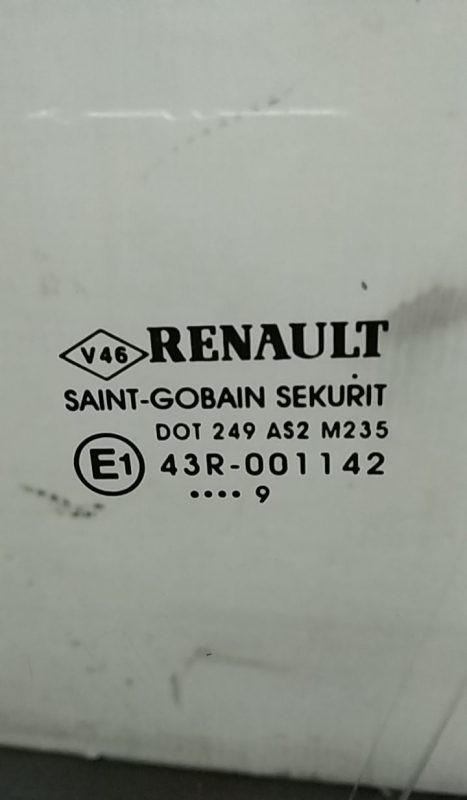 V46 RENAULT
SAINT-GOBAIN SEKURIT
DOT 249 AS2 M235
E1 43R-001142
•••• 9